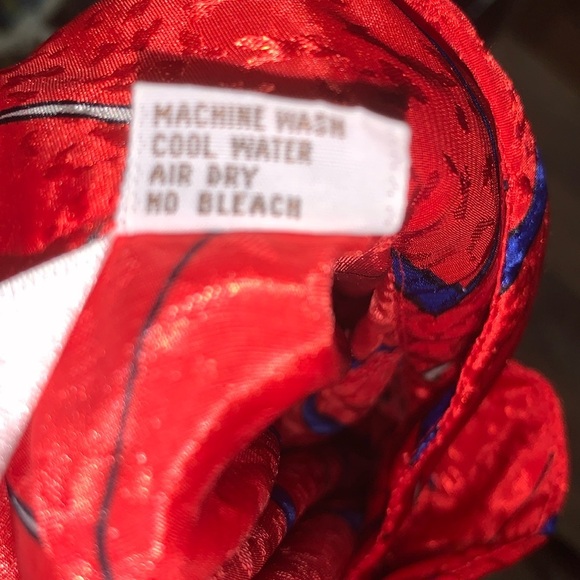 MACHINE WASH
COOL WATER
AIR DRY
NO BLEACH